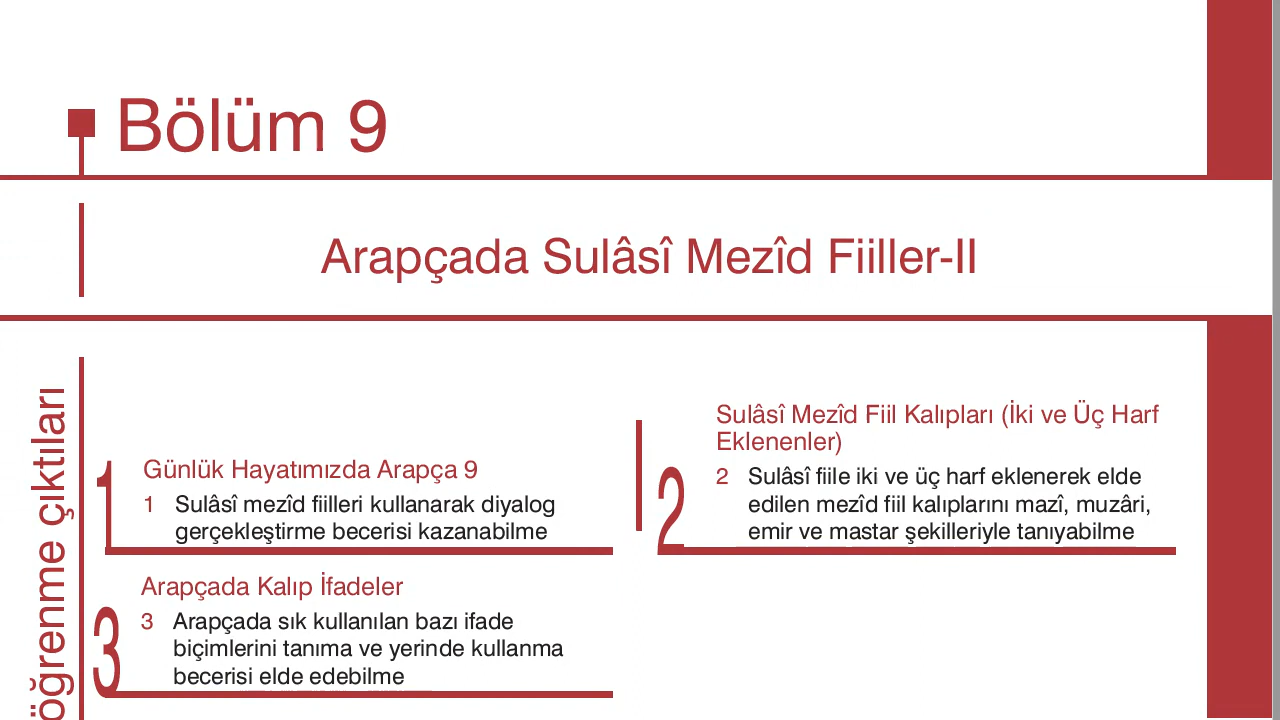 Bölüm 9
Arapçada Sulâsî Mezîd Fiiller-II
öğrenme çıktıları
1
Günlük Hayatımızda Arapça 9
1 Sulâsî mezîd fiilleri kullanarak diyalog
gerçekleştirme becerisi kazanabilme
2
Sulâsî Mezîd Fiil Kalıpları (İki ve Üç Harf
Eklenenler)
2 Sulâsî fiile iki ve üç harf eklenerek elde
edilen mezîd fiil kalıplarını mazî, muzâri,
emir ve mastar şekilleriyle tanıyabilme
3
Arapçada Kalıp İfadeler
3 Arapçada sık kullanılan bazı ifade
biçimlerini tanıma ve yerinde kullanma
becerisi elde edebilme